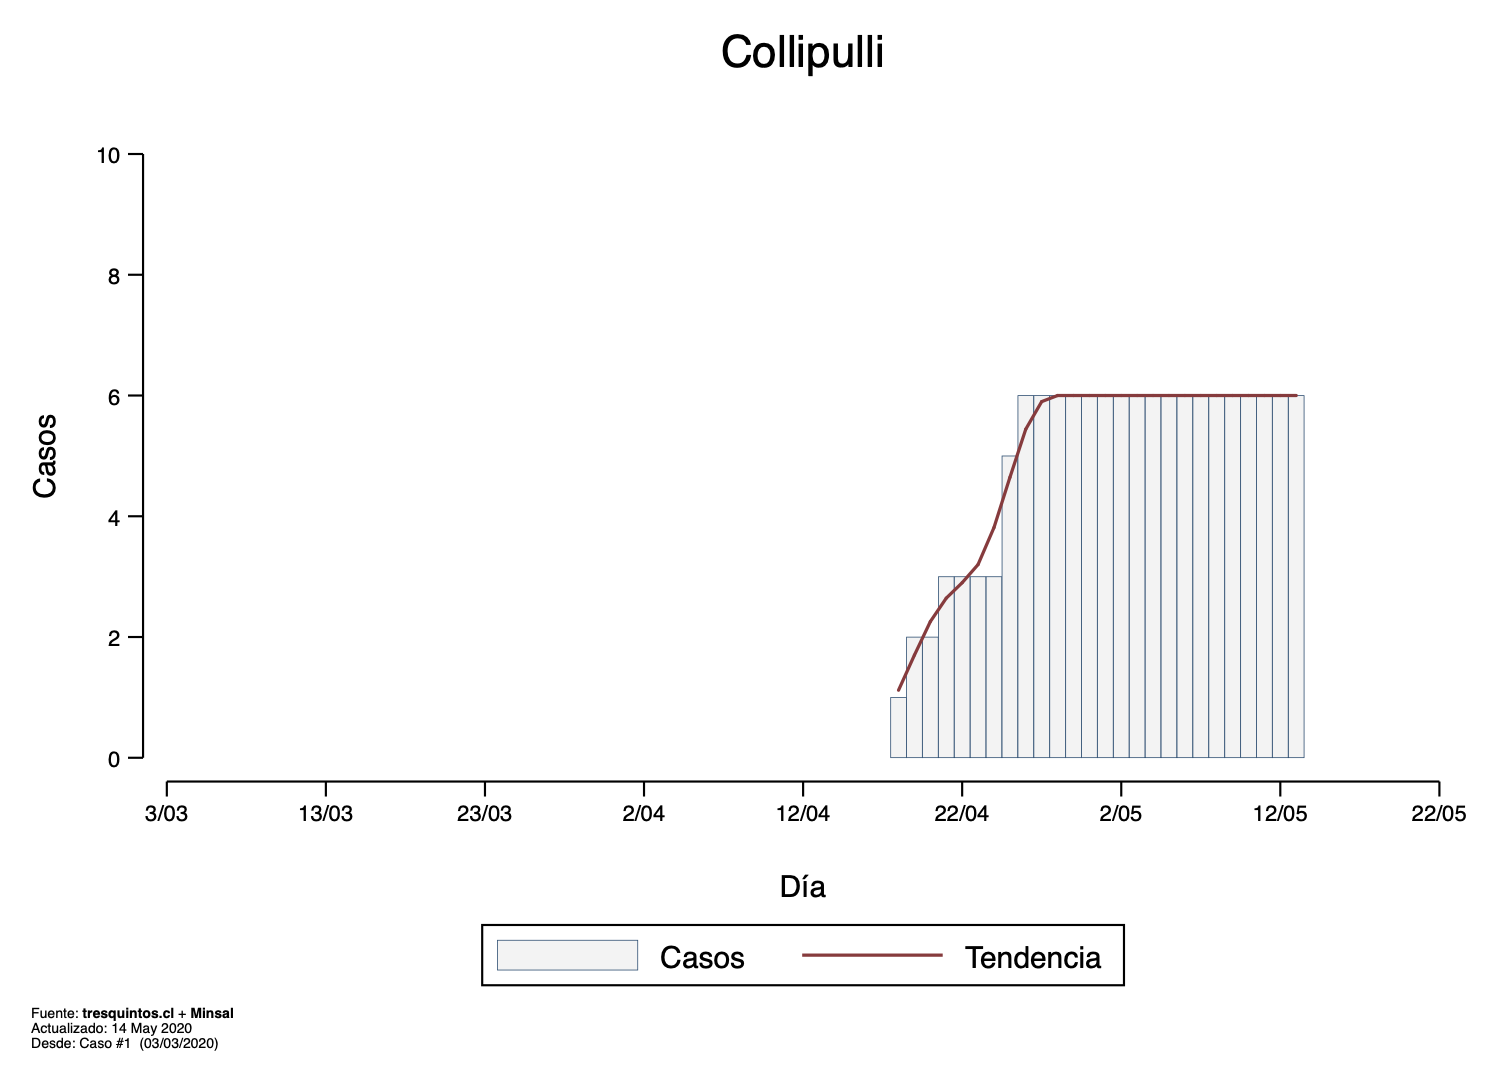 Collipulli
10
8
6
4
2
0
Casos
3/03 13/03 23/03 2/04 12/04 22/04 2/05 12/05 22/05
Día
Casos Tendencia
Fuente: tresquintos.cl + Minsal
Actualizado: 14 May 2020
Desde: Caso #1 (03/03/2020)